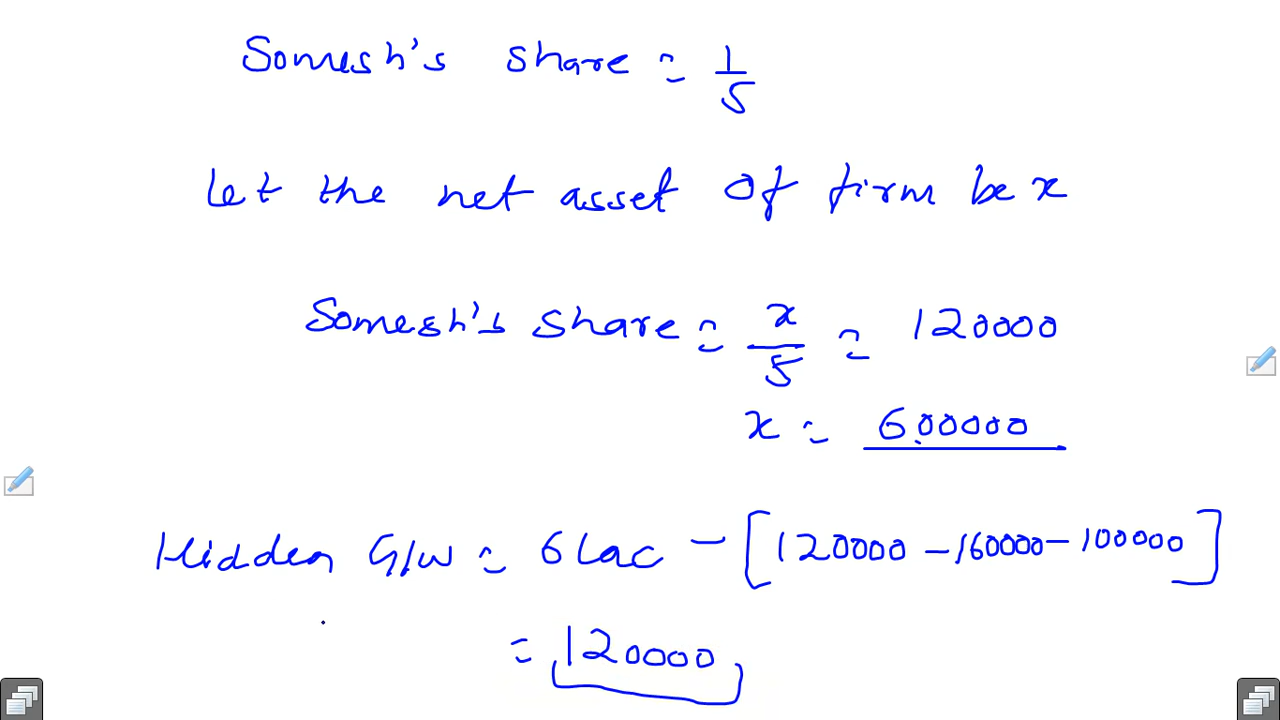 Somesh's share = 1/5
Let the net asset of firm be x
Somesh's share = x/5 = 120000
x = 600000
Hidden G/W = 6 Lac - [120000 - 160000 - 100000]
= 120000